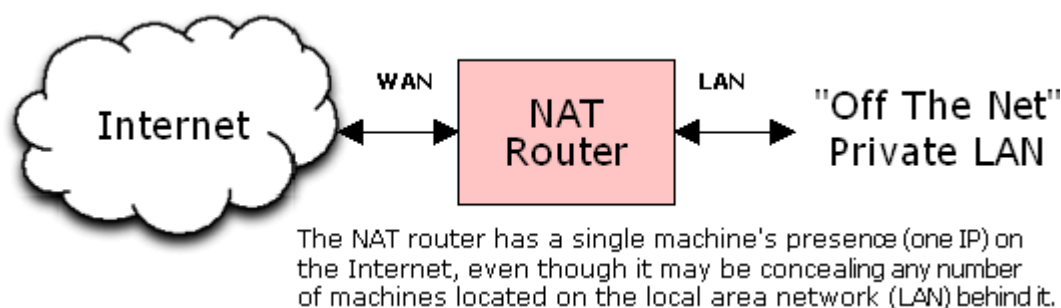 WAN
LAN
Internet
NAT
Router
"Off The Net"
Private LAN
The NAT router has a single machine's presence (one IP) on
the Internet, even though it may be concealing any number
of machines located on the local area network (LAN) behind it.